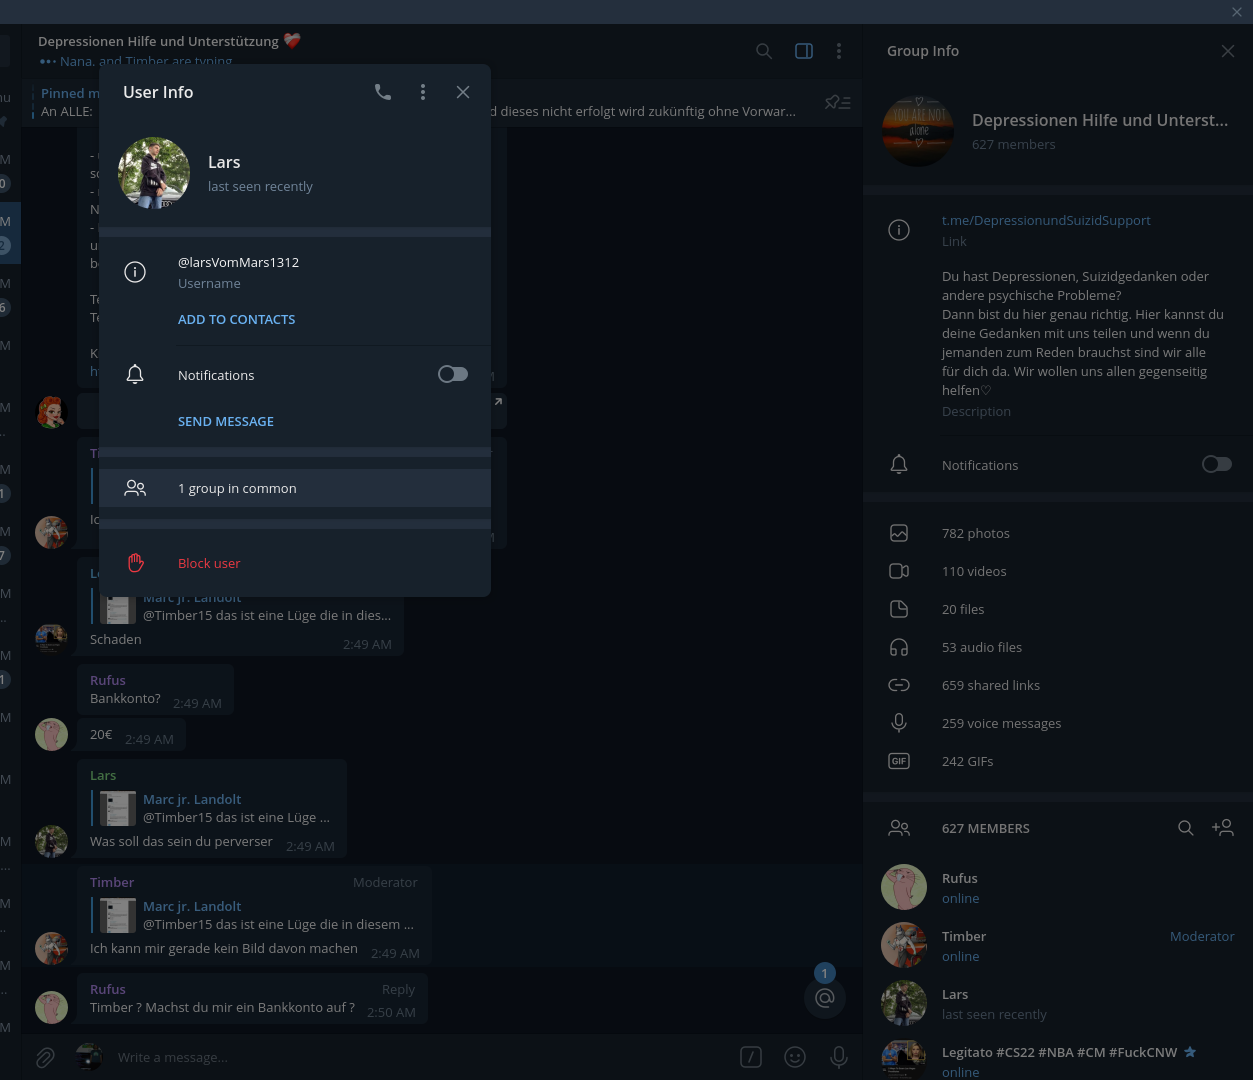 Depressionen Hilfe und Unterstützung ❤️‍🩹
Nana. and Timber are typing
Pinned m
An ALLE:
d dieses nicht erfolgt wird zukünftig ohne Vorwar...
User Info
Lars
last seen recently
@larsVomMars1312
Username
ADD TO CONTACTS
Notifications
SEND MESSAGE
1 group in common
Block user
Marc jr. Landolt
@Timber15 das ist eine Lüge die in dies...
Schaden
2:49 AM
Rufus
Bankkonto?
2:49 AM
20€
2:49 AM
Lars
Marc jr. Landolt
@Timber15 das ist eine Lüge ...
Was soll das sein du perverser
2:49 AM
Timber
Moderator
Marc jr. Landolt
@Timber15 das ist eine Lüge die in diesem ...
Ich kann mir gerade kein Bild davon machen
2:49 AM
Rufus
Reply
Timber ? Machst du mir ein Bankkonto auf ?
2:50 AM
1
@
Write a message...
Group Info
YOU ARE NOT
alone
Depressionen Hilfe und Unterst...
627 members
t.me/DepressionundSuizidSupport
Link
Du hast Depressionen, Suizidgedanken oder
andere psychische Probleme?
Dann bist du hier genau richtig. Hier kannst du
deine Gedanken mit uns teilen und wenn du
jemanden zum Reden brauchst sind wir alle
für dich da. Wir wollen uns allen gegenseitig
helfen♡
Description
Notifications
782 photos
110 videos
20 files
53 audio files
659 shared links
259 voice messages
GIF
242 GIFs
627 MEMBERS
Rufus
online
Timber
Moderator
online
Lars
last seen recently
Legitato #CS22 #NBA #CM #FuckCNW
online